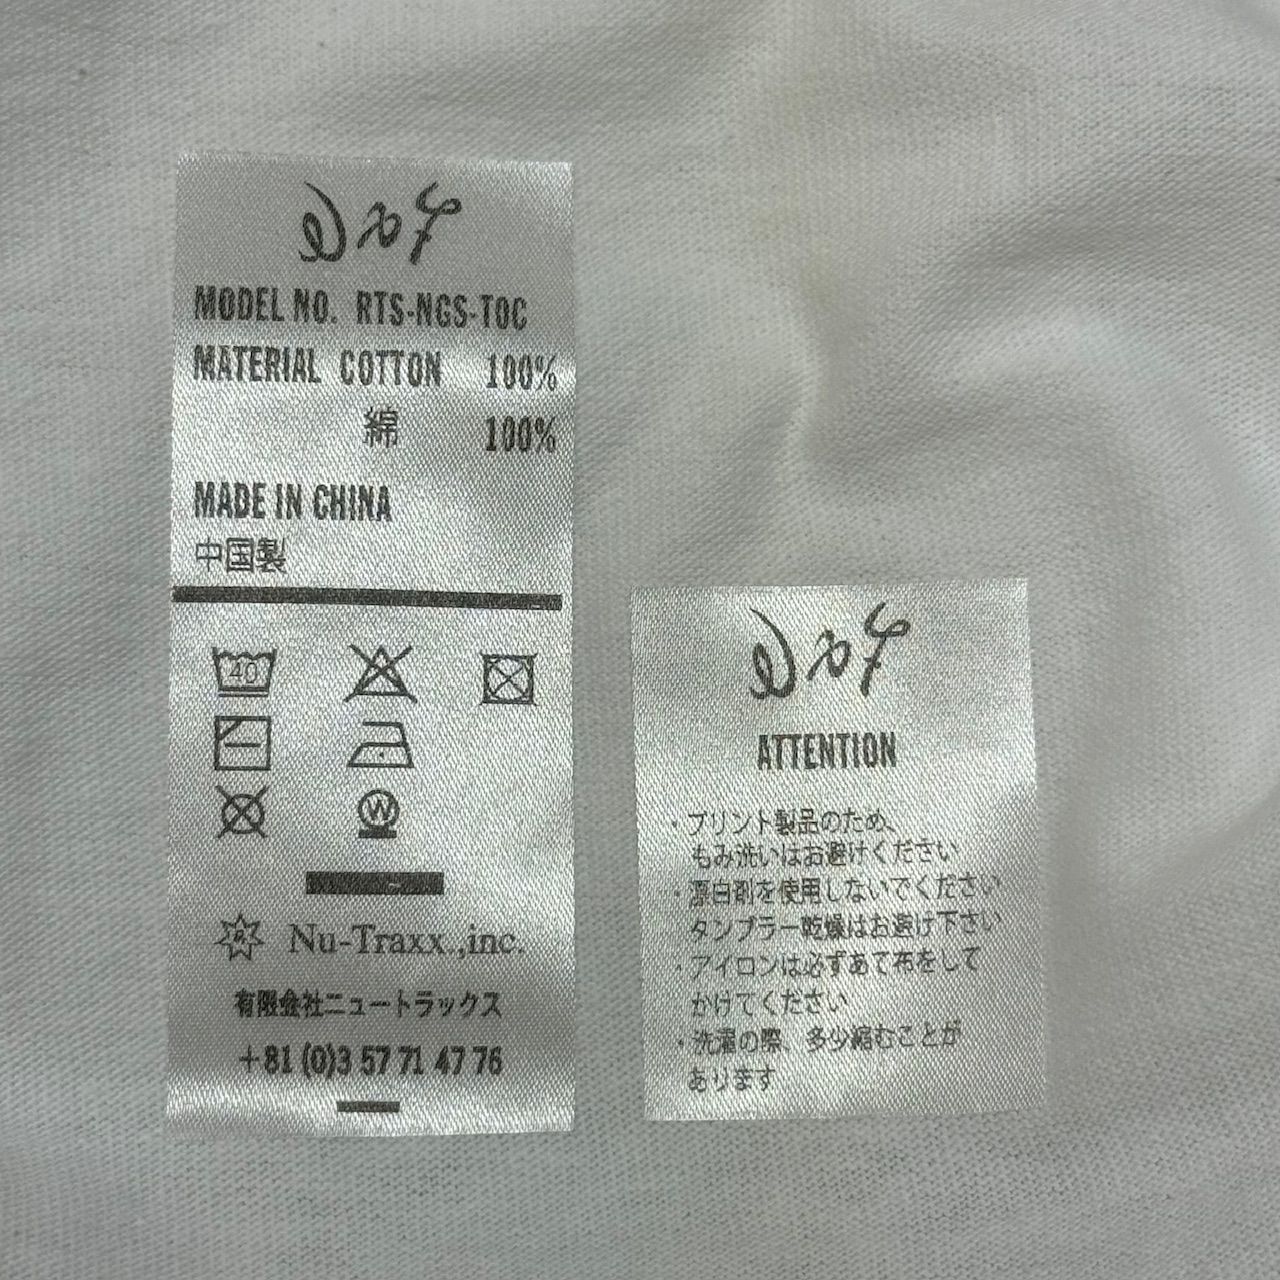 MODEL NO. RTS-NGS-TOC
MATERIAL COTTON 100%
綿 100%
MADE IN CHINA
中国製
40
W
R
Nu-Traxx.,inc.
有限会社ニュートラックス
+81 (0)3 57 71 47 76
ATTENTION
・プリント製品のため、
もみ洗いはお避けください
・漂白剤を使用しないでください
タンブラー乾燥はお避け下さい
・アイロンは必ずあて布をして
かけてください
・洗濯の際、多少縮むことが
あります